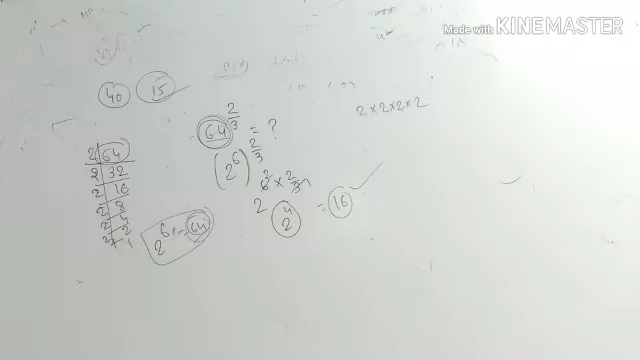 Made with KINEMASTER
40 15
64^(2/3) = ?
2 × 2 × 2 × 2
2 | 64
2 | 32
2 | 16
2 | 8
2 | 4
2 | 2
1
(2^6)^(2/3)
2^(6 × 2/3)
2^4 = 16
2^6 = 64